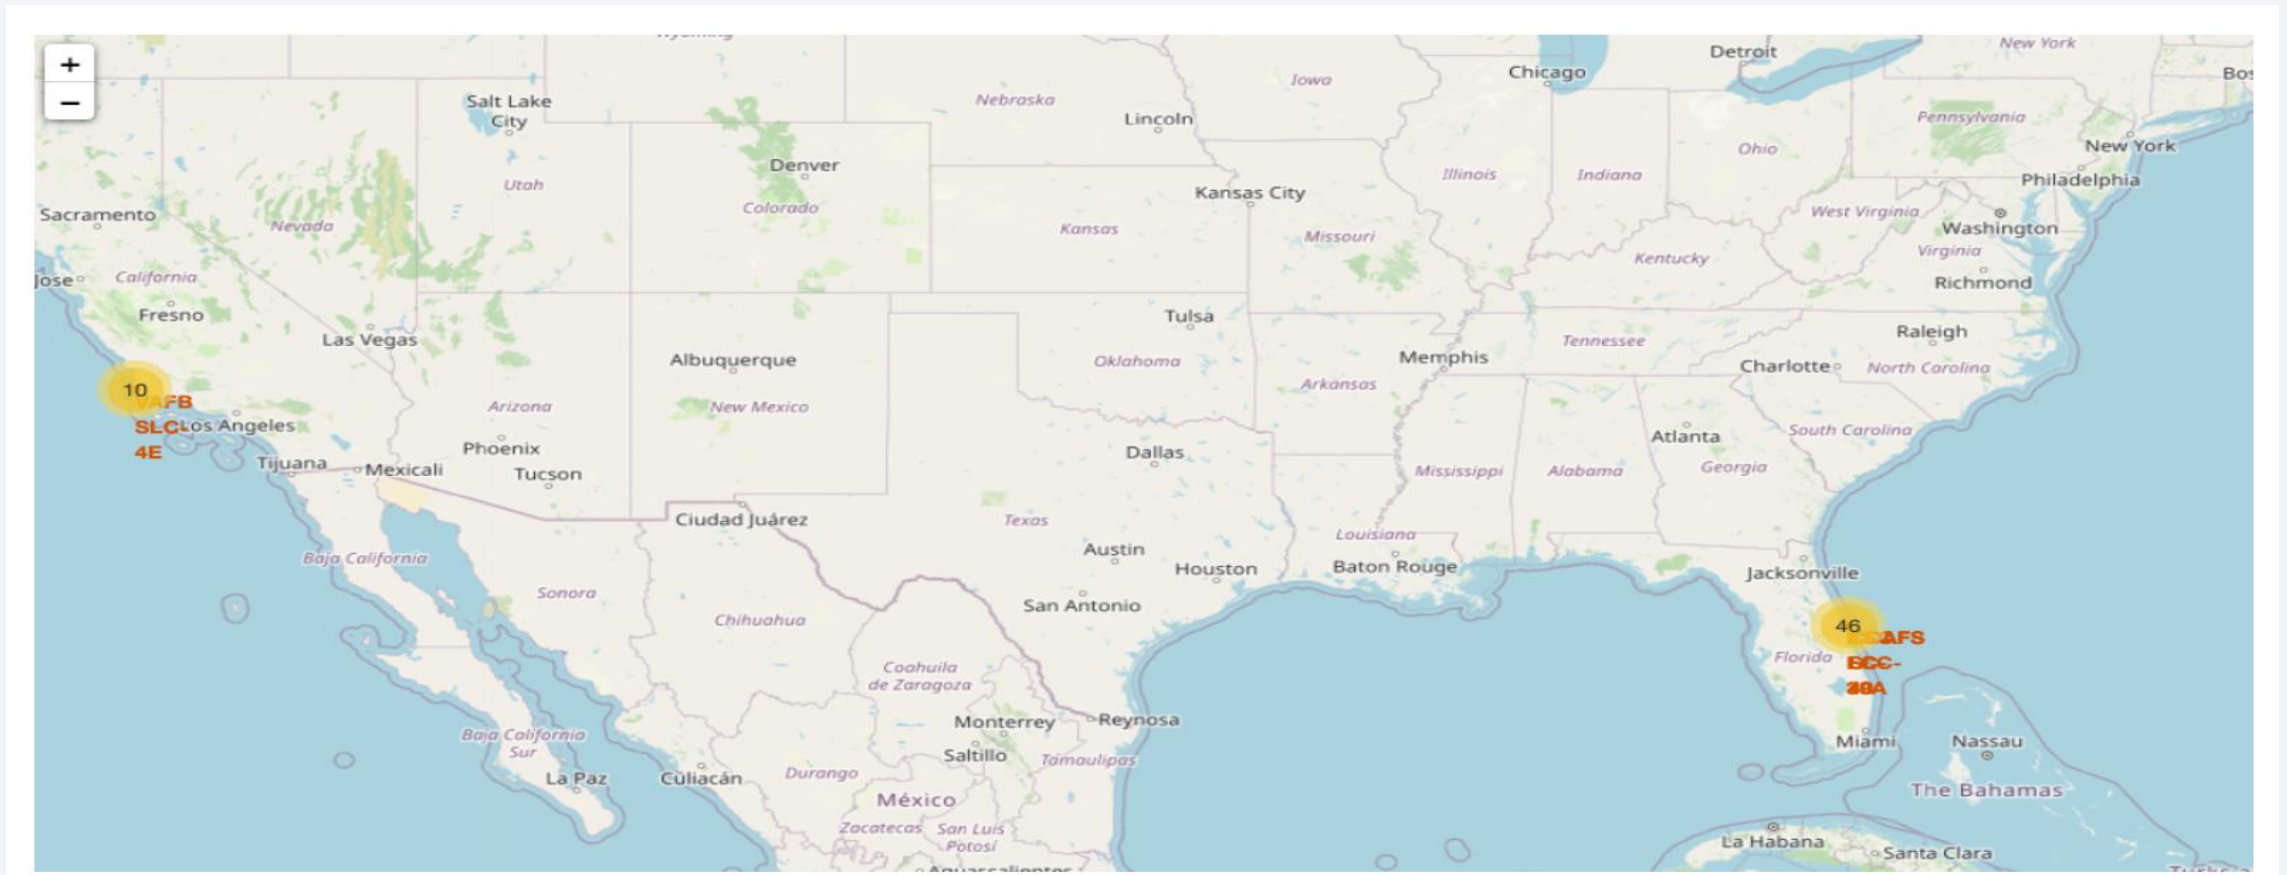 +
−
Salt Lake
City
Nebraska
Lincoln
Iowa
Chicago
Detroit
New York
Pennsylvania
New York
Philadelphia
Denver
Utah
Colorado
Kansas City
Illinois
Indiana
Ohio
West Virginia
Washington
Virginia
Richmond
Sacramento
Nevada
Kansas
Missouri
Kentucky
Jose
California
Fresno
Las Vegas
Albuquerque
Tulsa
Oklahoma
Memphis
Tennessee
Raleigh
Charlotte
North Carolina
10
VAFB
SLC-
4E
Los Angeles
Arizona
New Mexico
Arkansas
Phoenix
Tucson
Dallas
Atlanta
South Carolina
Mississippi
Alabama
Georgia
Tijuana
Mexicali
Ciudad Juárez
Texas
Louisiana
Austin
Houston
Baton Rouge
Jacksonville
Baja California
Sonora
Chihuahua
San Antonio
46
Florida
Coahuila
de Zaragoza
Monterrey
Reynosa
Saltillo
Tamaulipas
Miami
Nassau
The Bahamas
Baja California
Sur
La Paz
Culiacán
Durango
México
Zacatecas
San Luis
Potosí
La Habana
Santa Clara